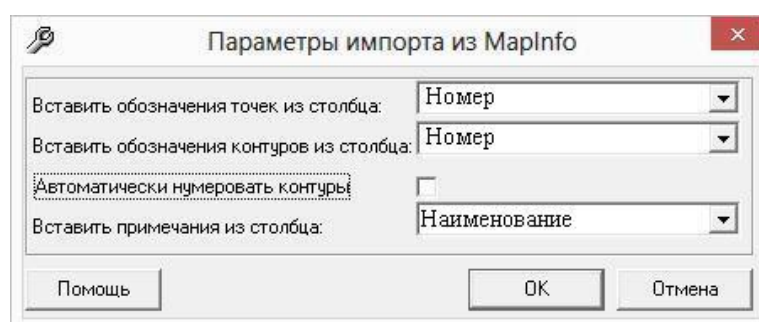 Параметры импорта из MapInfo
Вставить обозначения точек из столбца: Номер
Вставить обозначения контуров из столбца: Номер
Автоматически нумеровать контуры
Вставить примечания из столбца: Наименование
Помощь ОК Отмена